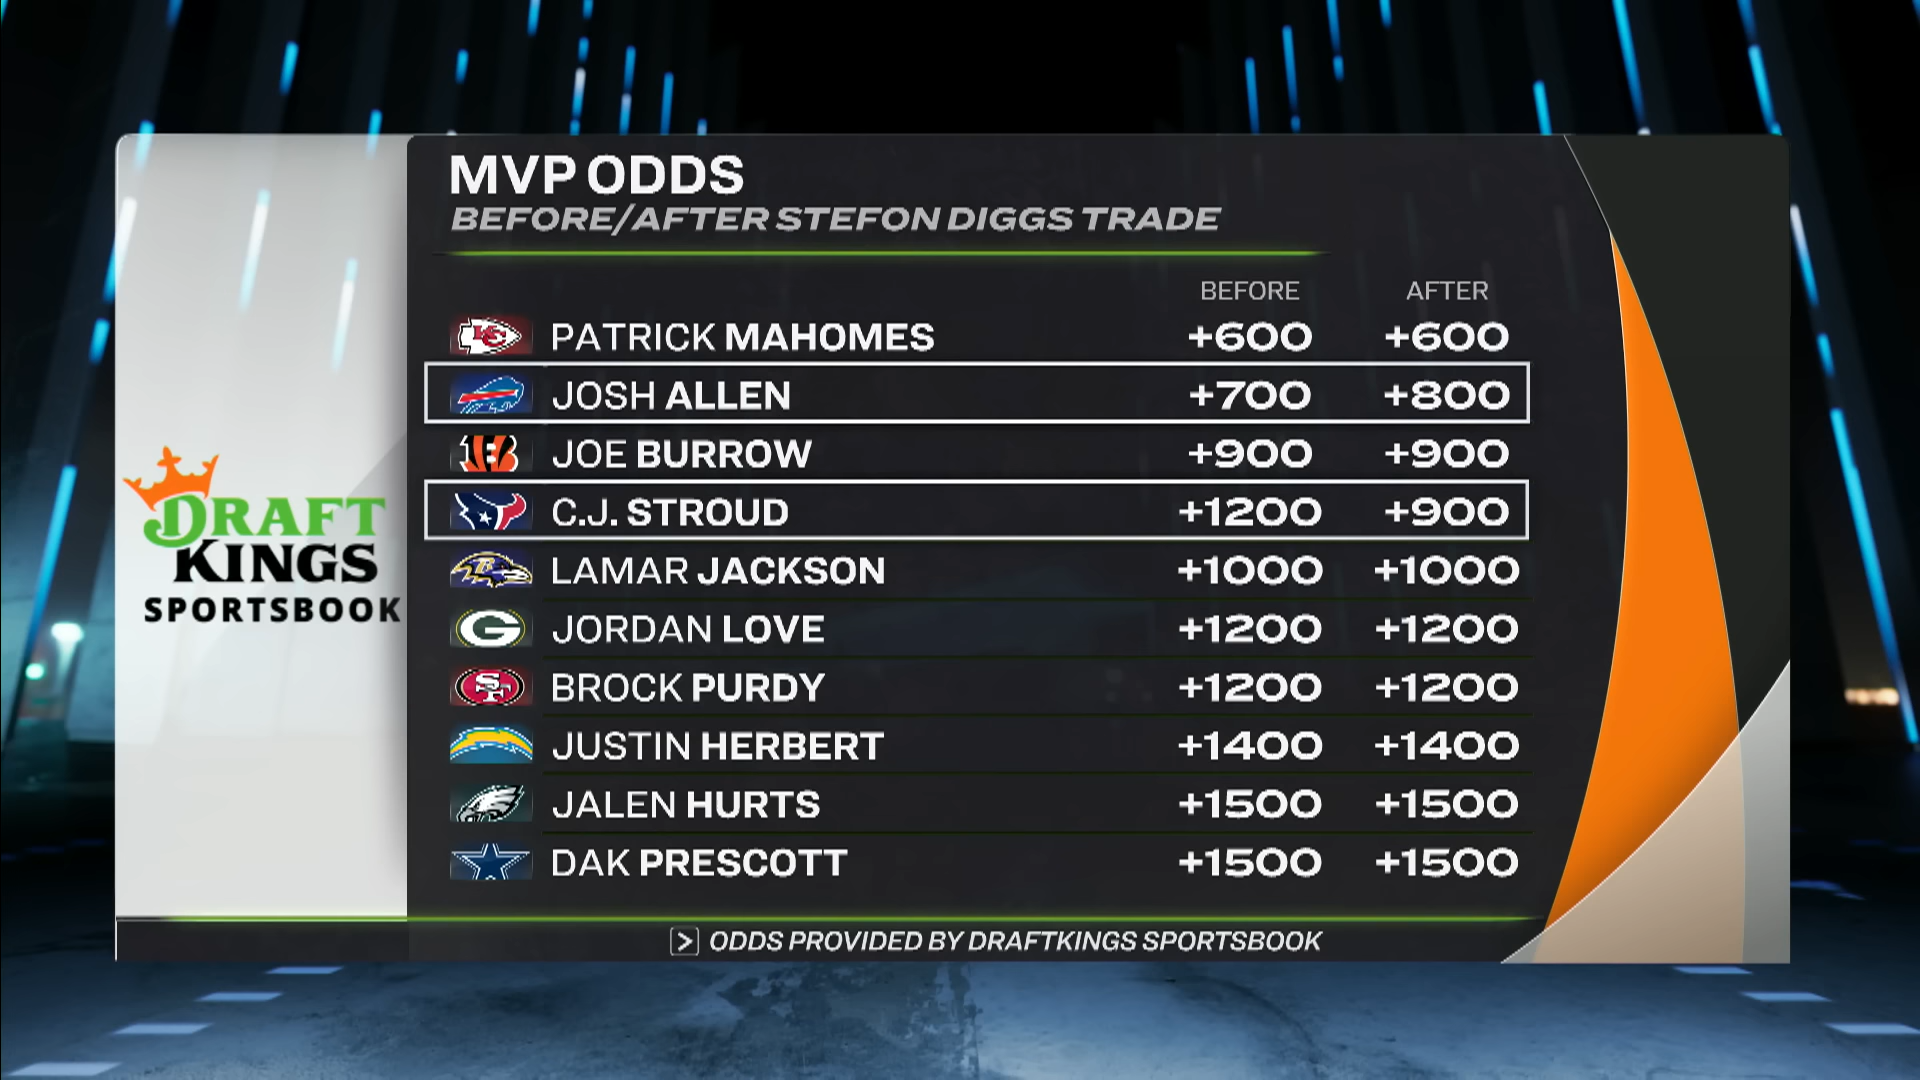 MVP ODDS
BEFORE/AFTER STEFON DIGGS TRADE
BEFORE AFTER
PATRICK MAHOMES +600 +600
JOSH ALLEN +700 +800
JOE BURROW +900 +900
C.J. STROUD +1200 +900
LAMAR JACKSON +1000 +1000
JORDAN LOVE +1200 +1200
BROCK PURDY +1200 +1200
JUSTIN HERBERT +1400 +1400
JALEN HURTS +1500 +1500
DAK PRESCOTT +1500 +1500
DRAFT
KINGS
SPORTSBOOK
KC
B
G
SF
> ODDS PROVIDED BY DRAFTKINGS SPORTSBOOK